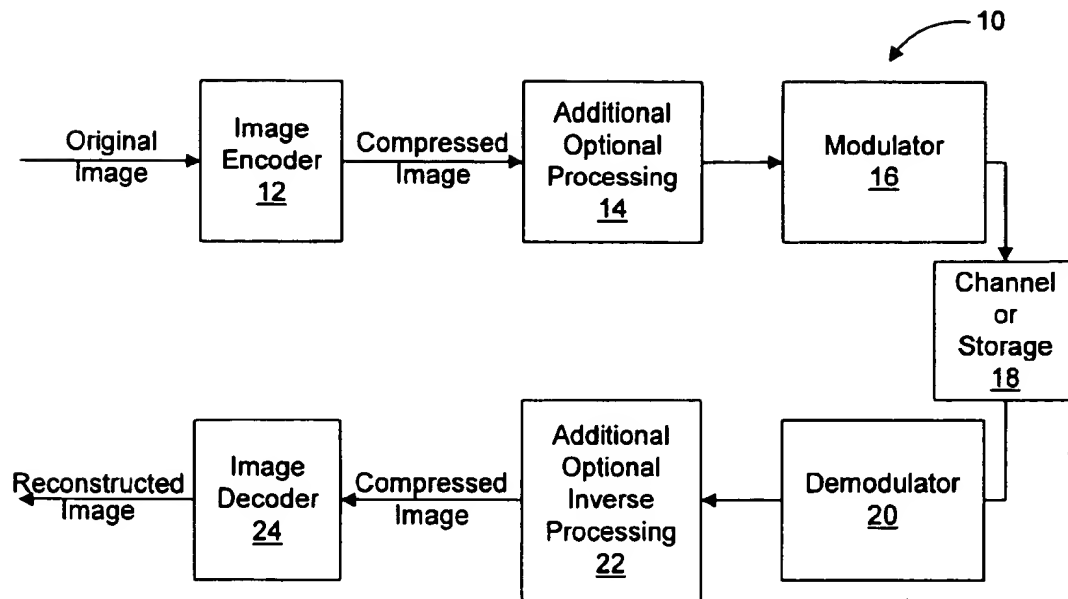 10
Original
Image
Image
Encoder
12
Compressed
Image
Additional
Optional
Processing
14
Modulator
16
Channel
or
Storage
18
Reconstructed
Image
Image
Decoder
24
Compressed
Image
Additional
Optional
Inverse
Processing
22
Demodulator
20